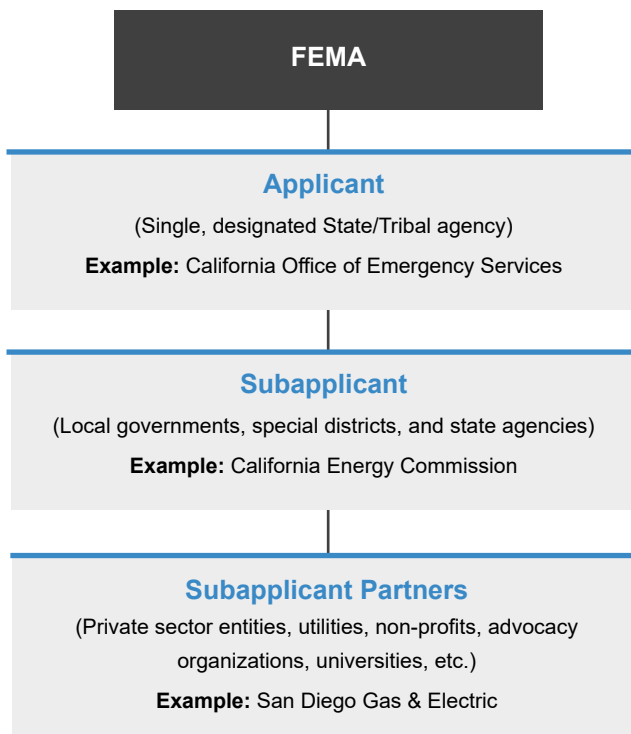 FEMA
Applicant
(Single, designated State/Tribal agency)
Example: California Office of Emergency Services
Subapplicant
(Local governments, special districts, and state agencies)
Example: California Energy Commission
Subapplicant Partners
(Private sector entities, utilities, non-profits, advocacy
organizations, universities, etc.)
Example: San Diego Gas & Electric